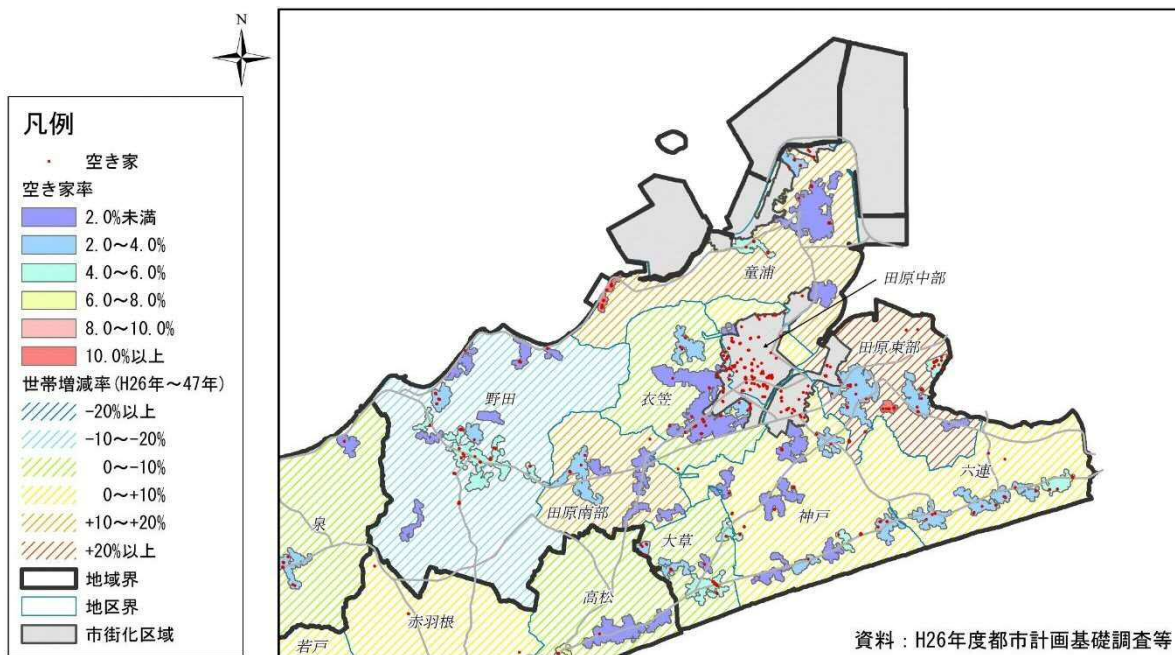 N
凡例
空き家
空き家率
2.0%未満
2.0～4.0%
4.0～6.0%
6.0～8.0%
8.0～10.0%
10.0%以上
世帯増減率(H26年～47年)
-20%以上
-10～-20%
0～-10%
0～+10%
+10～+20%
+20%以上
地域界
地区界
市街化区域
童浦
田原中部
田原東部
野田
衣笠
六連
田原南部
神戸
泉
大草
高松
赤羽根
若戸
資料：H26年度都市計画基礎調査等